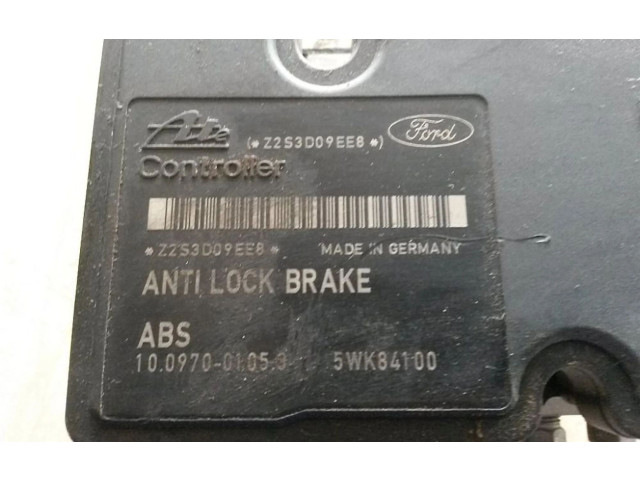 Ate (*Z2S3D09EE8*) Ford
Controller
*Z2S3D09EE8* MADE IN GERMANY
ANTI LOCK BRAKE
ABS
10.0970-0105.3 5WK84100